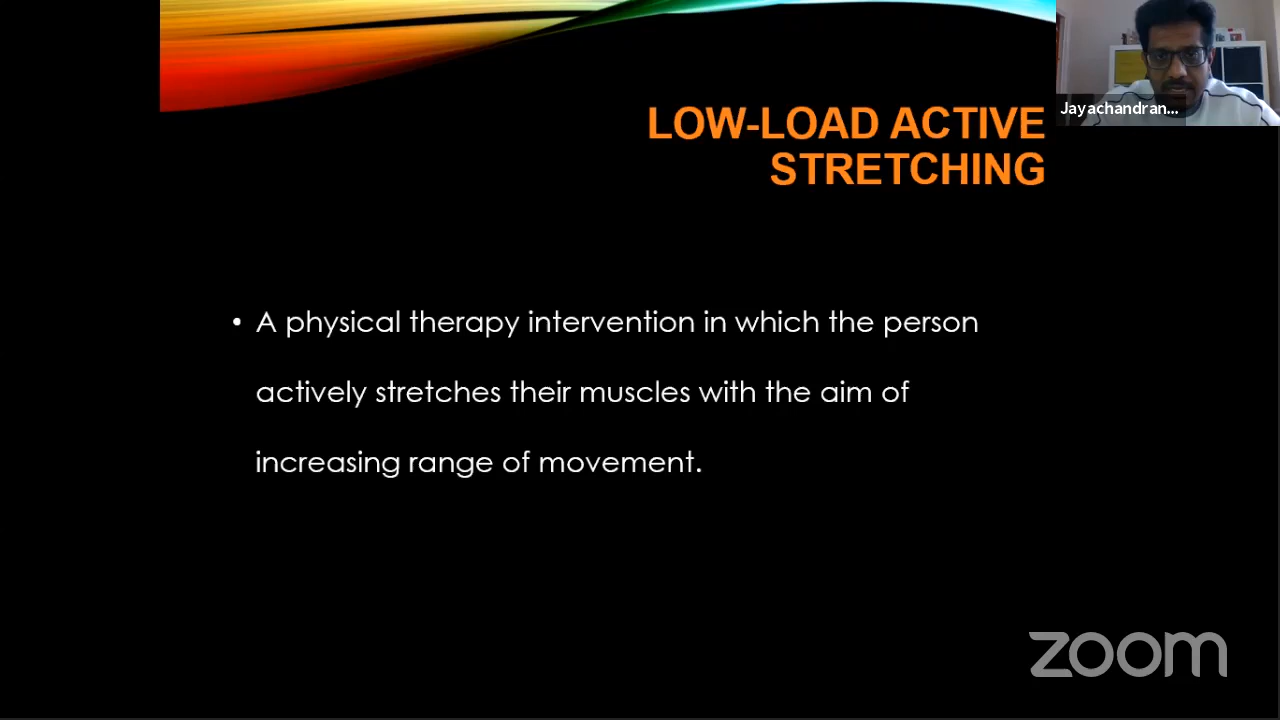 Jayachandran...
LOW-LOAD ACTIVE
STRETCHING
• A physical therapy intervention in which the person
actively stretches their muscles with the aim of
increasing range of movement.
zoom